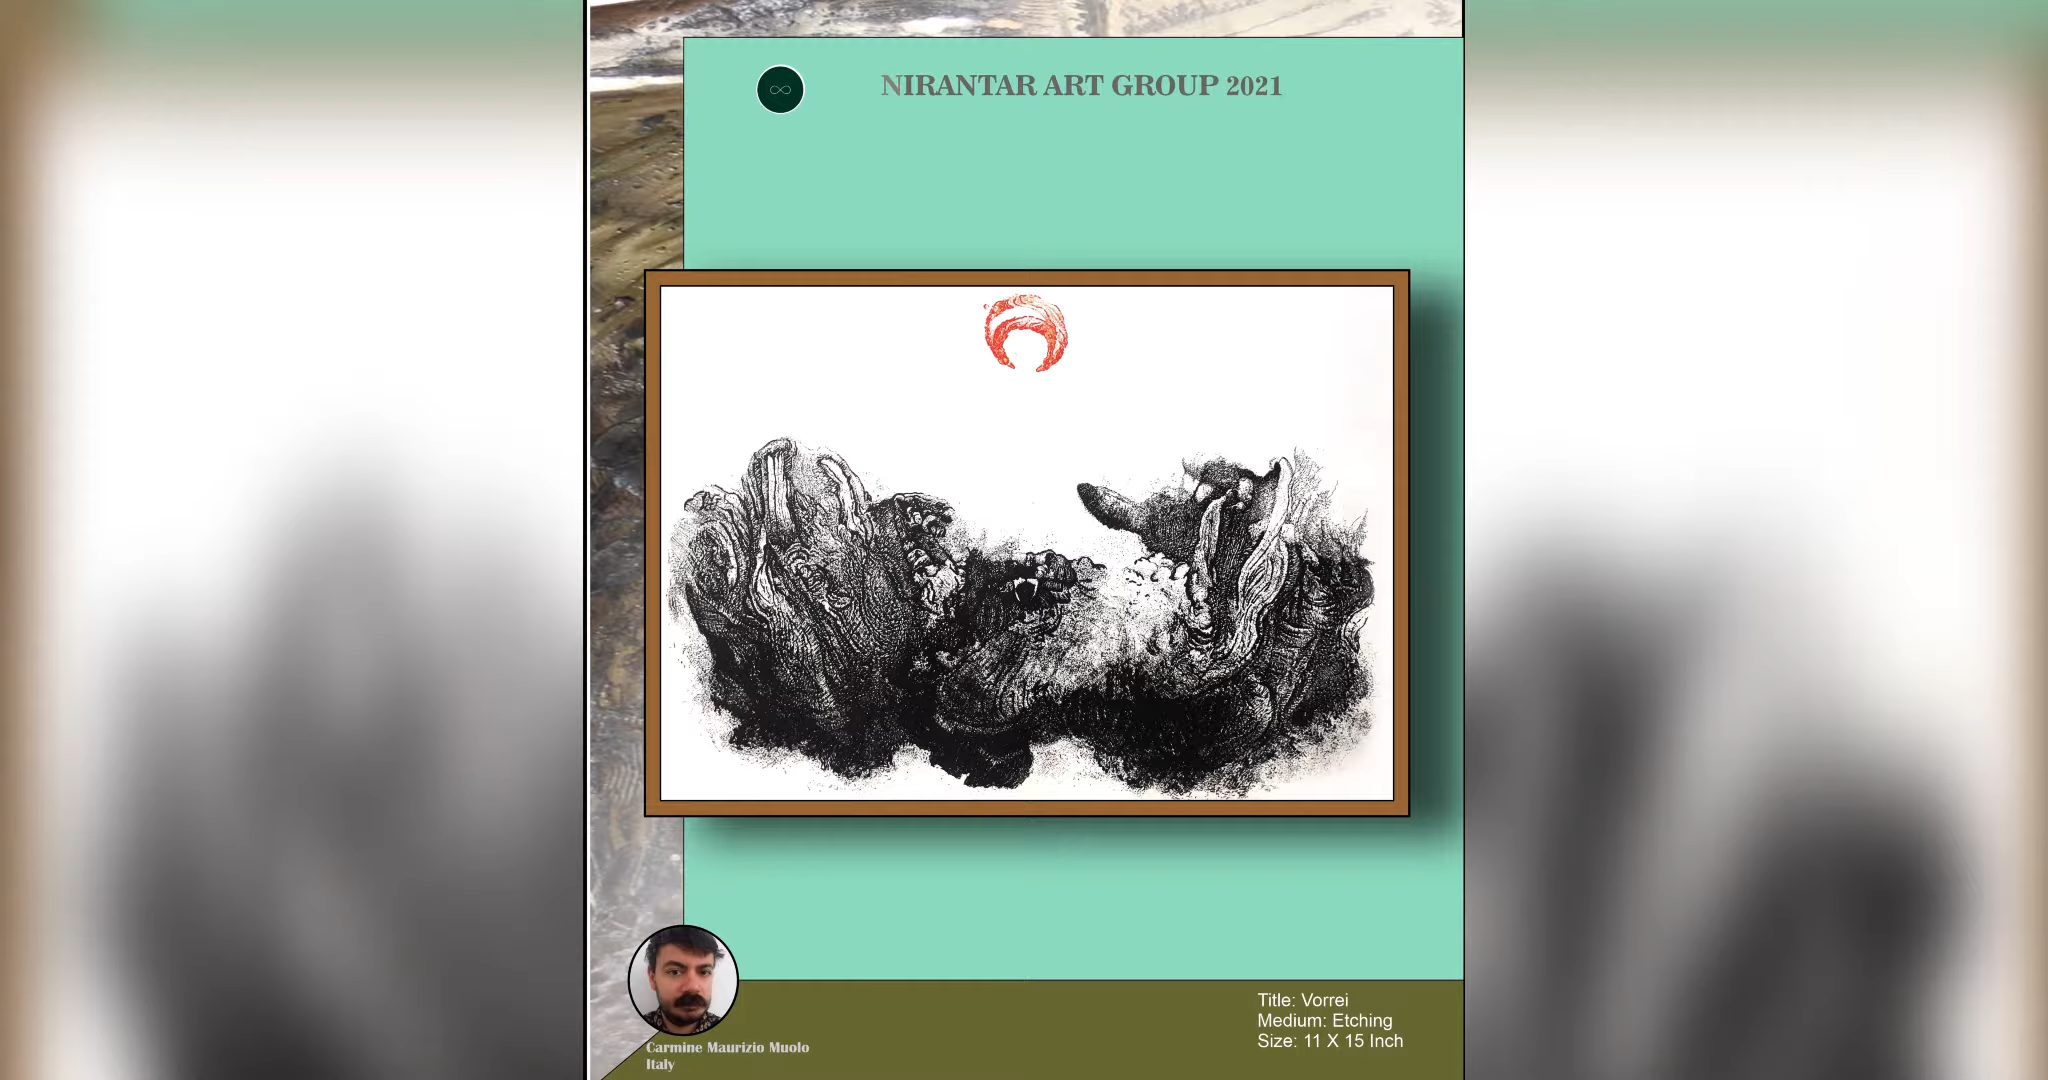 NIRANTAR ART GROUP 2021
Title: Vorrei
Medium: Etching
Size: 11 X 15 Inch
Carmine Maurizio Muolo
Italy